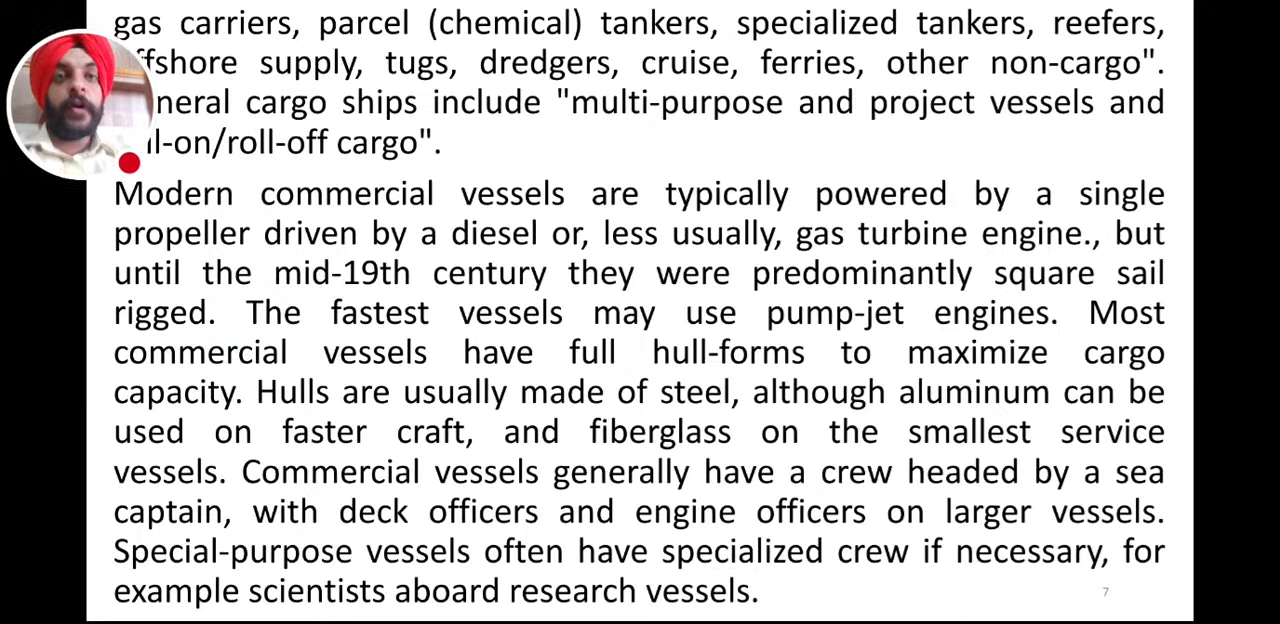 gas carriers, parcel (chemical) tankers, specialized tankers, reefers,
ffshore supply, tugs, dredgers, cruise, ferries, other non-cargo".
neral cargo ships include "multi-purpose and project vessels and
ll-on/roll-off cargo".
Modern commercial vessels are typically powered by a single
propeller driven by a diesel or, less usually, gas turbine engine., but
until the mid-19th century they were predominantly square sail
rigged. The fastest vessels may use pump-jet engines. Most
commercial vessels have full hull-forms to maximize cargo
capacity. Hulls are usually made of steel, although aluminum can be
used on faster craft, and fiberglass on the smallest service
vessels. Commercial vessels generally have a crew headed by a sea
captain, with deck officers and engine officers on larger vessels.
Special-purpose vessels often have specialized crew if necessary, for
example scientists aboard research vessels.
7